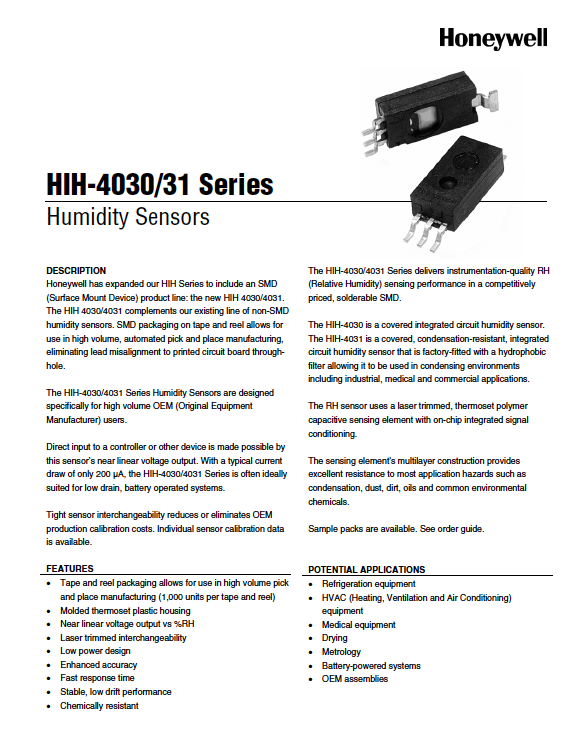 Honeywell
HIH-4030/31 Series
Humidity Sensors
DESCRIPTION
Honeywell has expanded our HIH Series to include an SMD
(Surface Mount Device) product line: the new HIH 4030/4031.
The HIH 4030/4031 complements our existing line of non-SMD
humidity sensors. SMD packaging on tape and reel allows for
use in high volume, automated pick and place manufacturing,
eliminating lead misalignment to printed circuit board through-
hole.
The HIH-4030/4031 Series Humidity Sensors are designed
specifically for high volume OEM (Original Equipment
Manufacturer) users.
Direct input to a controller or other device is made possible by
this sensor's near linear voltage output. With a typical current
draw of only 200 µA, the HIH-4030/4031 Series is often ideally
suited for low drain, battery operated systems.
Tight sensor interchangeability reduces or eliminates OEM
production calibration costs. Individual sensor calibration data
is available.
FEATURES
• Tape and reel packaging allows for use in high volume pick
and place manufacturing (1,000 units per tape and reel)
• Molded thermoset plastic housing
• Near linear voltage output vs %RH
• Laser trimmed interchangeability
• Low power design
• Enhanced accuracy
• Fast response time
• Stable, low drift performance
• Chemically resistant
The HIH-4030/4031 Series delivers instrumentation-quality RH
(Relative Humidity) sensing performance in a competitively
priced, solderable SMD.
The HIH-4030 is a covered integrated circuit humidity sensor.
The HIH-4031 is a covered, condensation-resistant, integrated
circuit humidity sensor that is factory-fitted with a hydrophobic
filter allowing it to be used in condensing environments
including industrial, medical and commercial applications.
The RH sensor uses a laser trimmed, thermoset polymer
capacitive sensing element with on-chip integrated signal
conditioning.
The sensing element's multilayer construction provides
excellent resistance to most application hazards such as
condensation, dust, dirt, oils and common environmental
chemicals.
Sample packs are available. See order guide.
POTENTIAL APPLICATIONS
• Refrigeration equipment
• HVAC (Heating, Ventilation and Air Conditioning)
equipment
• Medical equipment
• Drying
• Metrology
• Battery-powered systems
• OEM assemblies